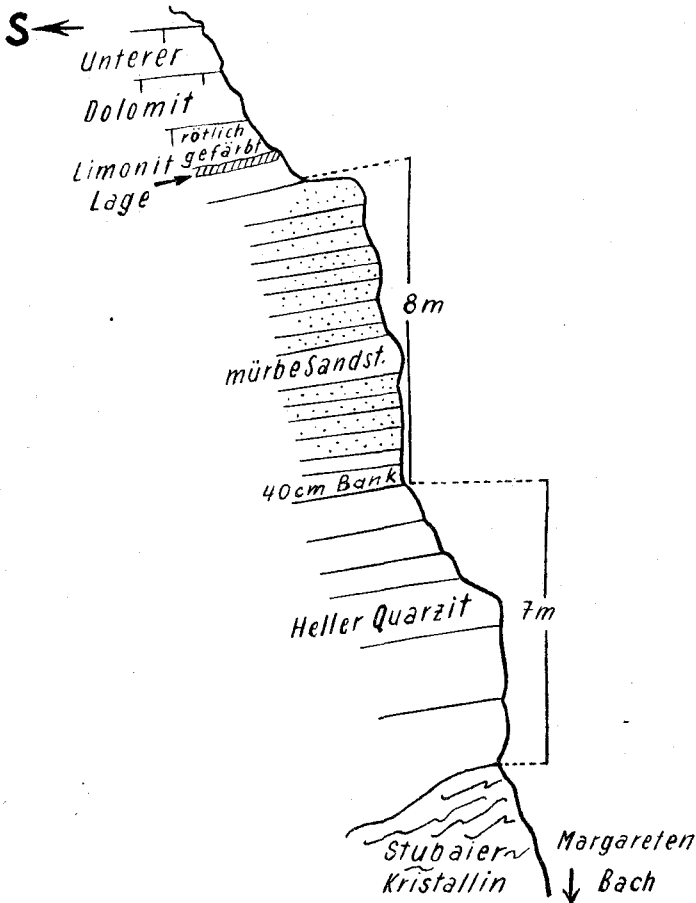 S
Unterer
Dolomit
rötlich
gefärbt
Limonit
Lage
8m
mürbe Sandst.
40cm Bank
Heller Quarzit
7m
Stubaier
Kristallin
Margareten
Bach